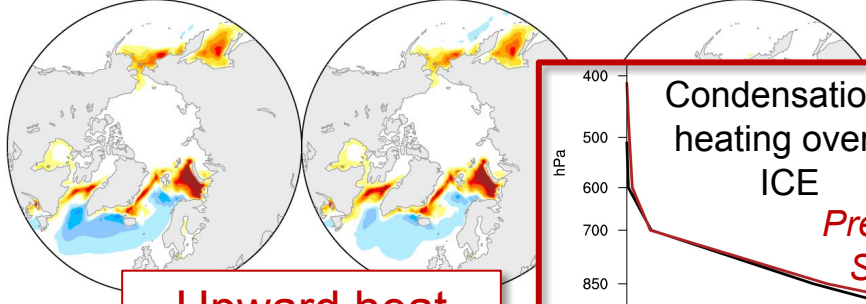 400
Condensatio
500
heating over
hPa
600
ICE
Pre
700
S
850
Upward heat